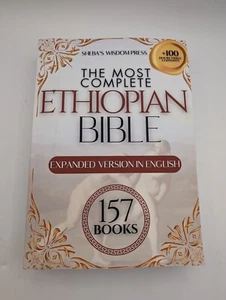 SHEBA'S WISDOM PRESS
+100
THE MOST
COMPLETE
ETHIOPIAN
BIBLE
EXPANDED VERSION IN ENGLISH
157
BOOKS